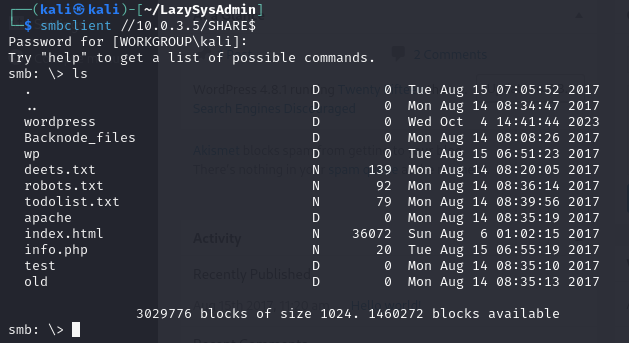 ┌──(kali㉿kali)-[~/LazySysAdmin]
└─$ smbclient //10.0.3.5/SHARE$
Password for [WORKGROUP\kali]:
Try "help" to get a list of possible commands.
smb: \> ls
. D 0 Tue Aug 15 07:05:52 2017
.. D 0 Mon Aug 14 08:34:47 2017
wordpress D 0 Wed Oct 4 14:41:44 2023
Backnode_files D 0 Mon Aug 14 08:08:26 2017
wp D 0 Tue Aug 15 06:51:23 2017
deets.txt N 139 Mon Aug 14 08:20:05 2017
robots.txt N 92 Mon Aug 14 08:36:14 2017
todolist.txt N 79 Mon Aug 14 08:39:56 2017
apache D 0 Mon Aug 14 08:35:19 2017
index.html N 36072 Sun Aug 6 01:02:15 2017
info.php N 20 Tue Aug 15 06:55:19 2017
test D 0 Mon Aug 14 08:35:10 2017
old D 0 Mon Aug 14 08:35:13 2017
3029776 blocks of size 1024. 1460272 blocks available
smb: \>
2 Comments
Activity
Recently Published